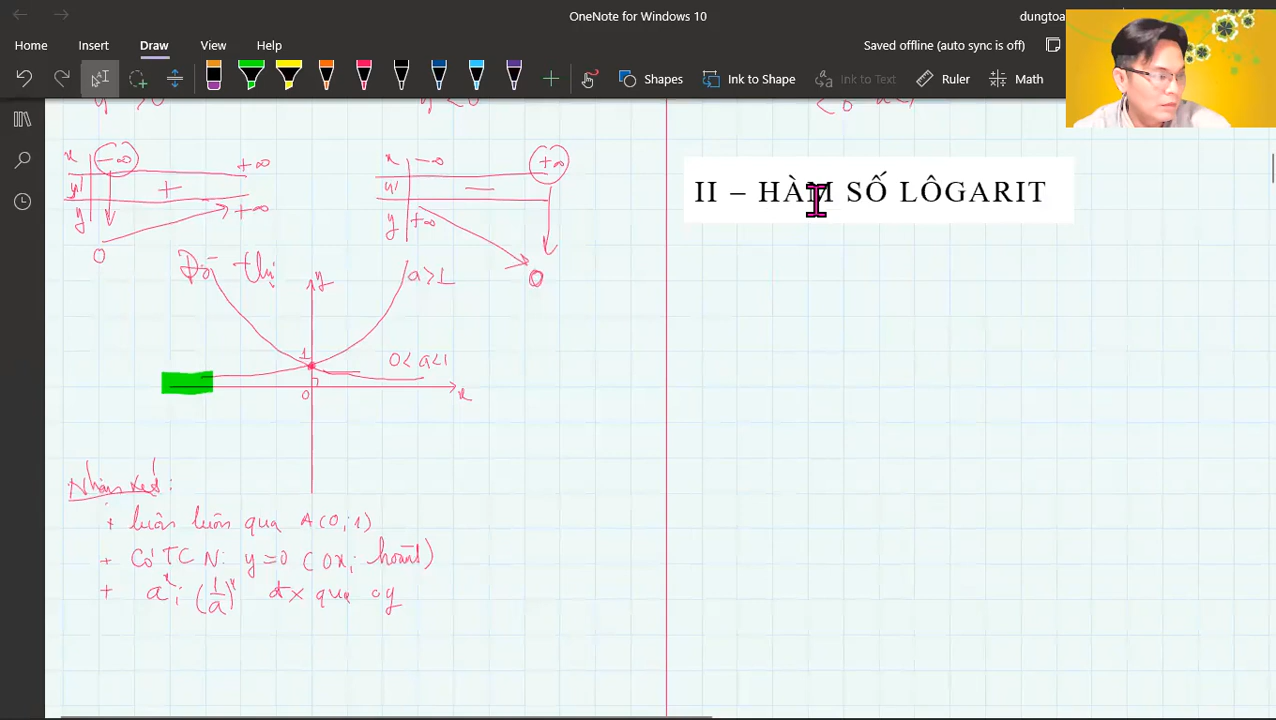 OneNote for Windows 10
dungtoa
Home Insert Draw View Help
Saved offline (auto sync is off)
Shapes Ink to Shape Ink to Text Ruler Math
x -∞ +∞
y' +
y +∞
0
x -∞ +∞
y' -
y +∞
0
Đồ thị
y
a>1
1
0<a<1
0
x
Nhận xét:
+ luôn luôn qua A(0;1)
+ Có TCN: y=0 (Ox; hoành)
+ a^x; (1/a)^x đx qua oy
II – HÀM SỐ LÔGARIT